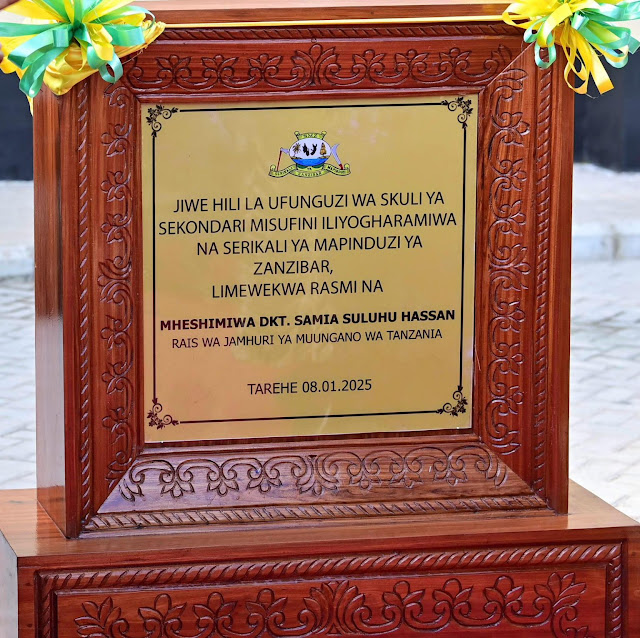 JIWE HILI LA UFUNGUZI WA SKULI YA
SEKONDARI MISUFINI ILIYOGHARAMIWA
NA SERIKALI YA MAPINDUZI YA
ZANZIBAR,
LIMEWEKWA RASMI NA
MHESHIMIWA DKT. SAMIA SULUHU HASSAN
RAIS WA JAMHURI YA MUUNGANO WA TANZANIA
TAREHE 08.01.2025